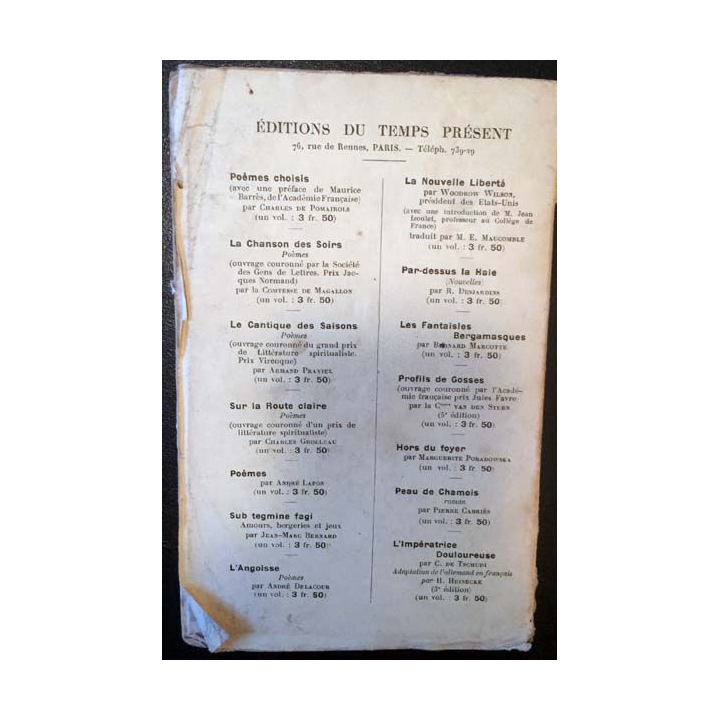 ÉDITIONS DU TEMPS PRÉSENT
76, rue de Rennes, PARIS. — Téléph. 739-29
Poèmes choisis
(avec une préface de Maurice
Barrès, de l'Académie Française)
par CHARLES DE POMAIROLS
(un vol. : 3 fr. 50)
La Chanson des Soirs
Poèmes
(ouvrage couronné par la Société
des Gens de Lettres. Prix Jac-
ques Normand)
par la COMTESSE DE MAGALLON
(un vol. : 3 fr. 50)
Le Cantique des Saisons
Poèmes
(ouvrage couronné du grand prix
de Littérature spiritualiste.
Prix Virenque)
par ARMAND PRAVIEL
(un vol. : 3 fr. 50)
Sur la Route claire
Poèmes
(ouvrage couronné d'un prix de
littérature spiritualiste)
par CHARLES GROLLEAU
(un vol. : 3 fr. 50)
Poèmes
par ANDRÉ LAFON
(un vol. : 3 fr. 50)
Sub tegmine fagi
Amours, bergeries et jeux
par JEAN-MARC BERNARD
(un vol. : 3 fr. 50)
L'Angoisse
Poèmes
par ANDRÉ DELACOUR
(un vol. : 3 fr. 50)
La Nouvelle Liberté
par WOODROW WILSON,
président des Etats-Unis
(avec une introduction de M. Jean
Izoulet, professeur au Collège de
France)
traduit par M. E. MAUCOMBLE
(un vol. : 3 fr. 50)
Par-dessus la Haie
(Nouvelles)
par R. DESJARDINS
(un vol. : 3 fr. 50)
Les Fantaisies
Bergamasques
par BERNARD MARCOTTE
(un vol. : 3 fr. 50)
Profils de Gosses
(ouvrage couronné par l'Acadé-
mie française prix Jules Favre
par la Ctesse VAN DEN STEEN
(5e édition)
(un vol. : 3 fr. 50)
Hors du foyer
par MARGUERITE PORADOWSKA
(un vol. : 3 fr. 50)
Peau de Chamois
roman
par PIERRE CABRIÈS
(un vol. : 3 fr. 50)
L'Impératrice
Douloureuse
par C. DE TSCHUPI
Adaptation de l'allemand en français
par H. HEINECKE
(3e édition)
(un vol. : 3 fr. 50)